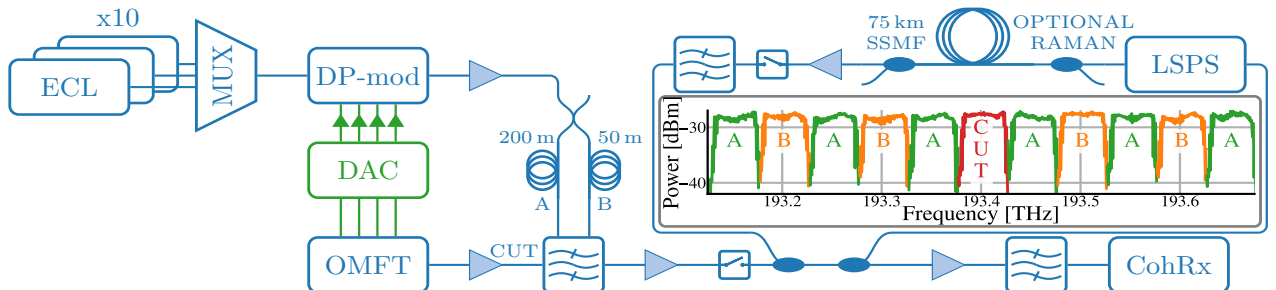 x10
ECL
MUX
DP-mod
DAC
OMFT
200 m
50 m
A
B
CUT
75 km
SSMF
OPTIONAL
RAMAN
LSPS
Power [dBm]
−30
−40
A
B
A
B
A
C
U
T
A
B
A
B
A
193.2
193.3
193.4
193.5
193.6
Frequency [THz]
CohRx